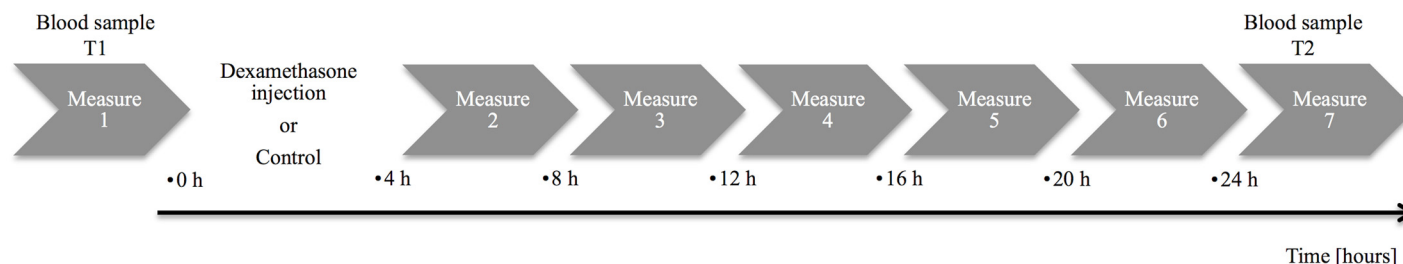 Blood sample
T1
Measure
1
Dexamethasone
injection
or
Control
Measure
2
Measure
3
Measure
4
Measure
5
Measure
6
Blood sample
T2
Measure
7
•0 h
•4 h
•8 h
•12 h
•16 h
•20 h
•24 h
Time [hours]